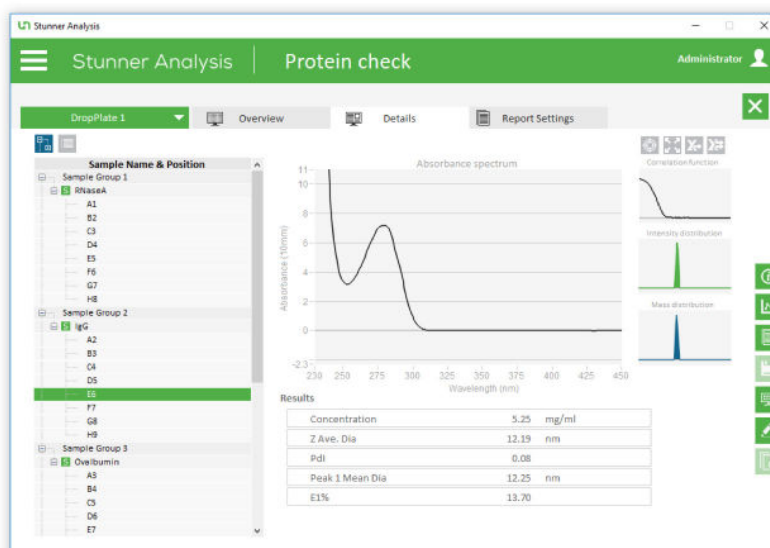 Stunner Analysis
Stunner Analysis Protein check Administrator
DropPlate 1 Overview Details Report Settings
Sample Name & Position
Sample Group 1
S RNaseA
A1
B2
C3
D4
E5
F6
G7
H8
Sample Group 2
S IgG
A2
B3
C4
D5
E6
F7
G8
H9
Sample Group 3
S Ovalbumin
A3
B4
C5
D6
E7
Absorbance spectrum
Absorbance (10mm)
11
10
8
6
4
2
0
-2.3
230 250 275 300 325 350 375 400 425 450
Wavelength (nm)
Correlation function
Intensity distribution
Mass distribution
Results
Concentration 5.25 mg/ml
Z Ave. Dia 12.19 nm
PdI 0.08
Peak 1 Mean Dia 12.25 nm
E1% 13.70